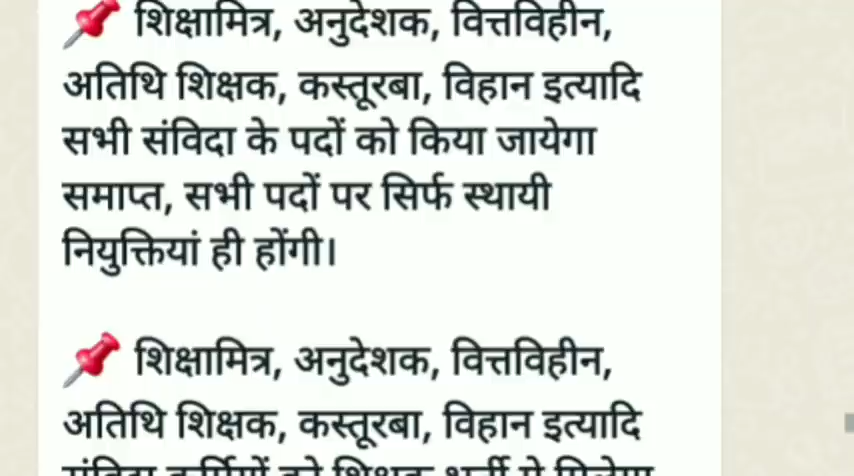 📌 शिक्षामित्र, अनुदेशक, वित्तविहीन,
अतिथि शिक्षक, कस्तूरबा, विहान इत्यादि
सभी संविदा के पदों को किया जायेगा
समाप्त, सभी पदों पर सिर्फ स्थायी
नियुक्तियां ही होंगी।
📌 शिक्षामित्र, अनुदेशक, वित्तविहीन,
अतिथि शिक्षक, कस्तूरबा, विहान इत्यादि